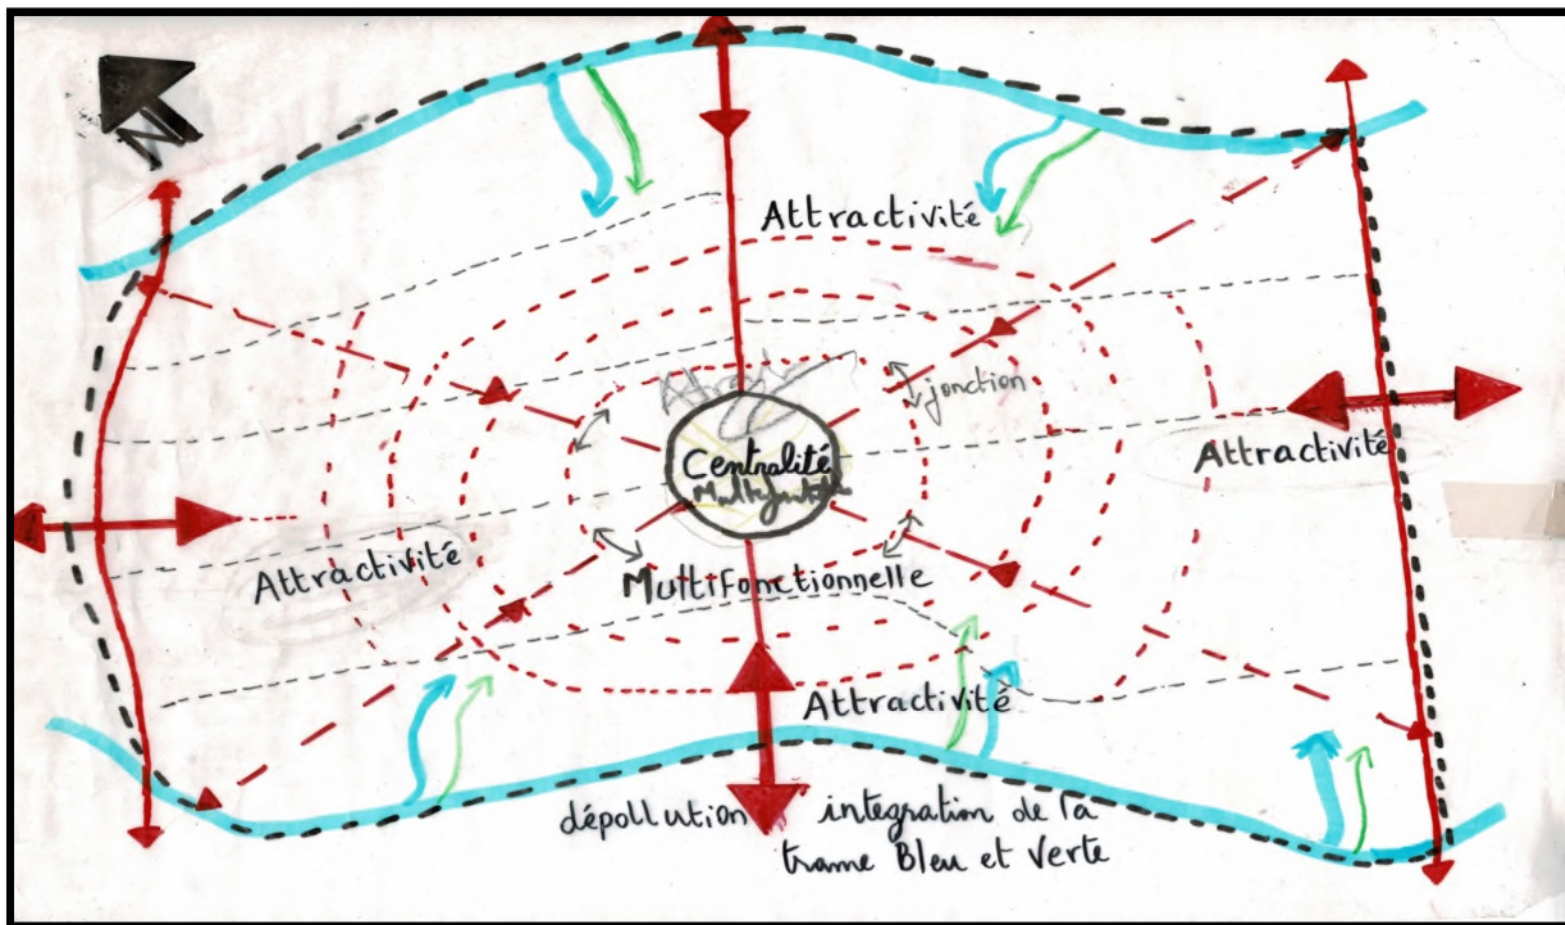 N
Attractivité
jonction
Centralité
Attractivité
Attractivité
Multifonctionnelle
Attractivité
dépollution
integration de la
trame Bleu et Verte